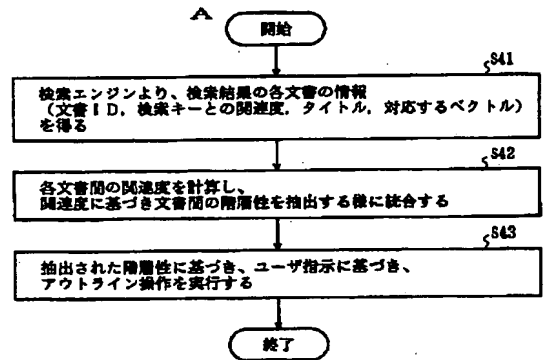 A
開始
S41
検索エンジンより、検索結果の各文書の情報
(文書ID,検索キーとの関連度,タイトル,対応するベクトル)
を得る
S42
各文書間の関連度を計算し、
関連度に基づき文書間の階層性を抽出する様に統合する
S43
抽出された階層性に基づき、ユーザ指示に基づき、
アウトライン操作を実行する
終了